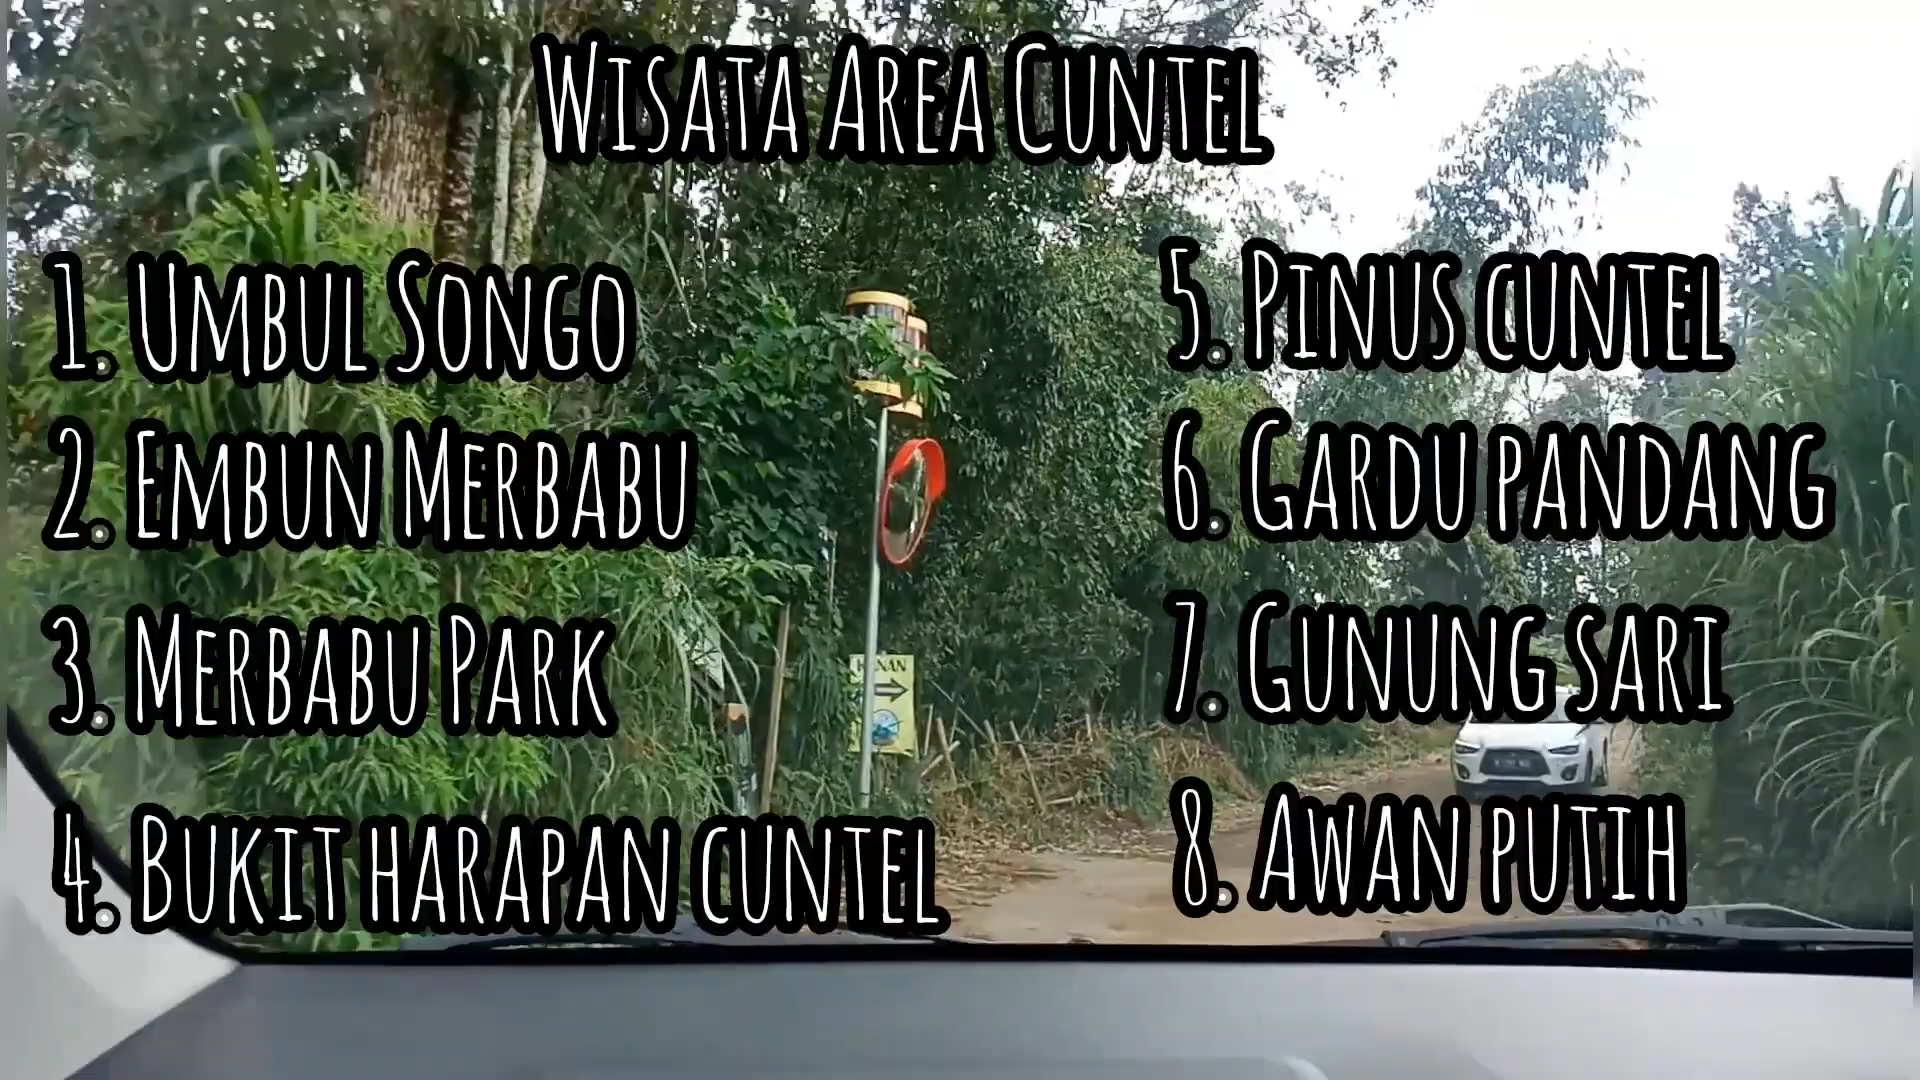 Wisata Area Cuntel
1. Umbul Songo
2. Embun Merbabu
3. Merbabu Park
4. Bukit harapan cuntel
5. Pinus cuntel
6. Gardu pandang
7. Gunung sari
8. Awan putih